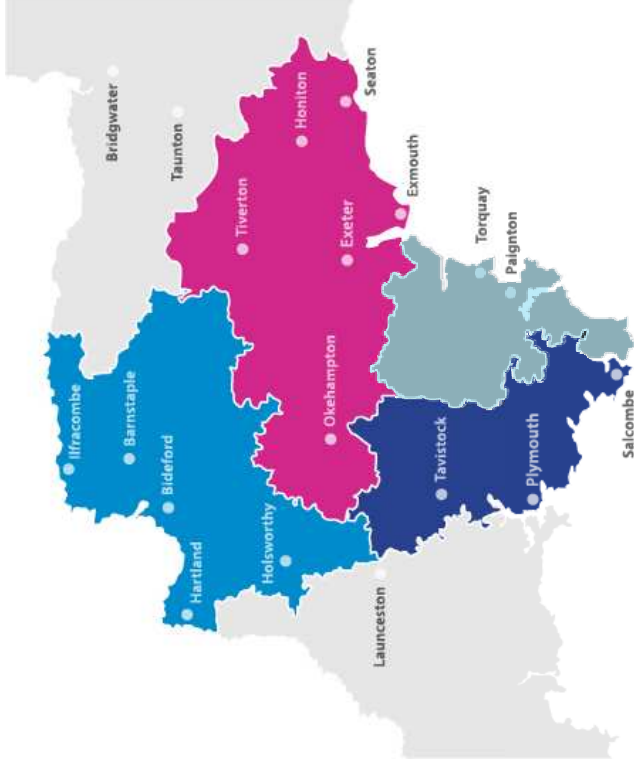 Ilfracombe
Barnstaple
Bideford
Hartland
Holsworthy
Bridgwater
Taunton
Tiverton
Honiton
Seaton
Exmouth
Exeter
Okehampton
Launceston
Tavistock
Plymouth
Torquay
Paignton
Salcombe